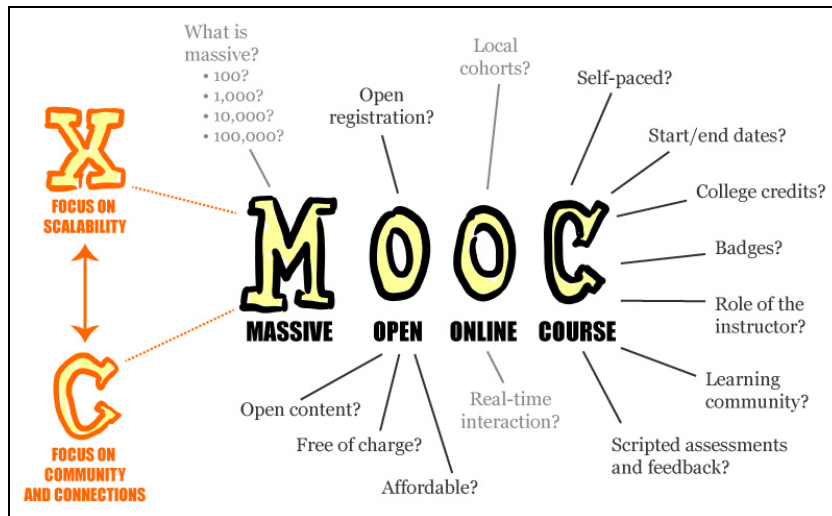 What is
massive?
• 100?
• 1,000?
• 10,000?
• 100,000?
Open
registration?
Local
cohorts?
Self-paced?
Start/end dates?
College credits?
Badges?
Role of the
instructor?
Learning
community?
Scripted assessments
and feedback?
X
FOCUS ON
SCALABILITY
C
FOCUS ON
COMMUNITY
AND CONNECTIONS
MOOC
MASSIVE OPEN ONLINE COURSE
Open content?
Free of charge?
Affordable?
Real-time
interaction?